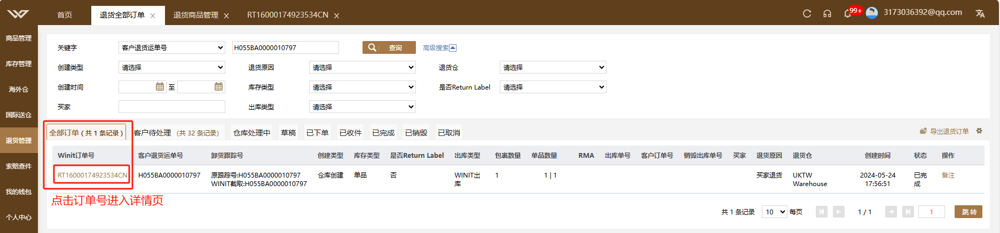 首页 退货全部订单 × 退货商品管理 × RT16000174923534CN × 99+ 3173036392@qq.com
商品管理
库存管理
海外仓
国际送仓
退货管理
索赔查件
我的钱包
个人中心
关键字 客户退货运单号 H055BA0000010797 查询 高级搜索
创建类型 请选择 退货原因 请选择 退货仓 请选择
创建时间 至 库存类型 请选择 是否Return Label 请选择
买家 出库类型 请选择
全部订单 ( 共 1 条记录 ) 客户待处理 (共 32 条记录) 仓库处理中 草稿 已下单 已收件 已完成 已销毁 已取消 导出退货订单
Winit订单号 客户退货运单号 卸货跟踪号 创建类型 库存类型 是否Return Label 出库类型 包裹数量 单品数量 RMA 出库单号 客户订单号 销毁出库单号 买家 退货原因 退货仓 创建时间 状态 操作
RT16000174923534CN H055BA0000010797 原跟踪号:H055BA0000010797 仓库创建 单品 否 WINIT出 1 1 | 1 买家退货 UKTW 2024-05-24 已完 备注
WINIT截取:H055BA0000010797 库 Warehouse 17:56:51 成
点击订单号进入详情页
共 1 条记录 10 每页 1 / 1 1 跳 转